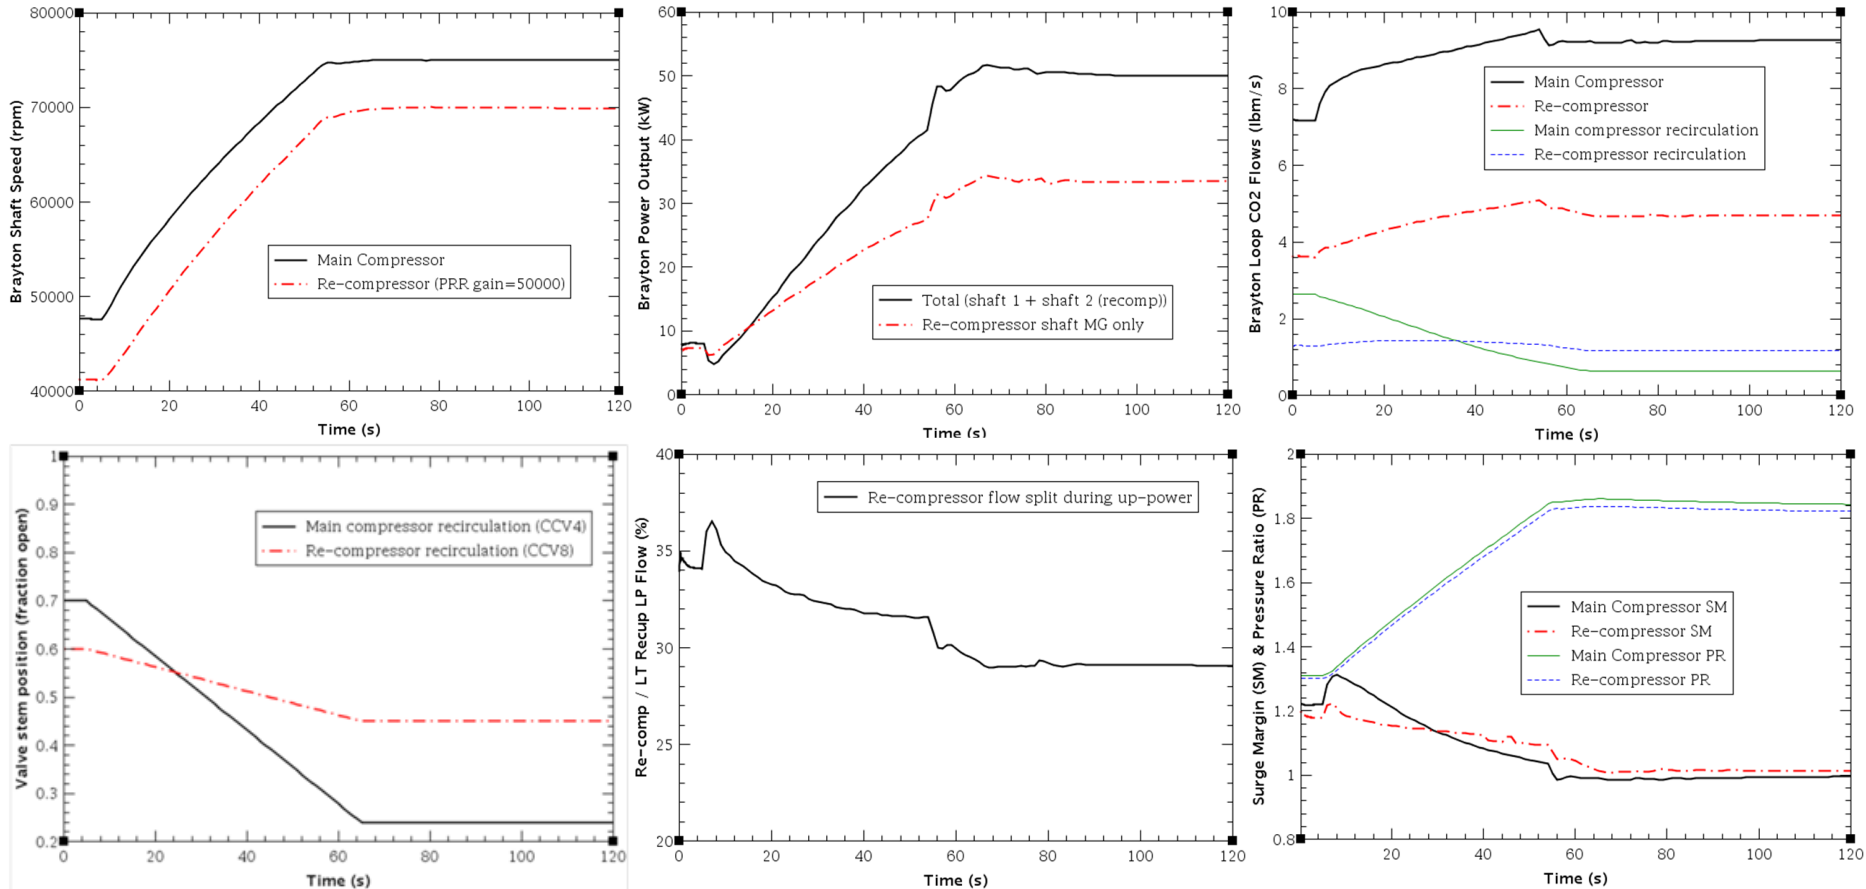 80000
70000
60000
50000
40000
0
20
40
60
80
100
120
Brayton Shaft Speed (rpm)
Time (s)
Main Compressor
Re-compressor (PRR gain=50000)
60
50
40
30
20
10
0
0
20
40
60
80
100
120
Brayton Power Output (kW)
Time (s)
Total (shaft 1 + shaft 2 (recomp))
Re-compressor shaft MG only
10
8
6
4
2
0
0
20
40
60
80
100
120
Brayton Loop CO2 Flows (lbm/s)
Time (s)
Main Compressor
Re-compressor
Main compressor recirculation
Re-compressor recirculation
1
0.9
0.8
0.7
0.6
0.5
0.4
0.3
0.2
0
20
40
60
80
100
120
Valve stem position (fraction open)
Time (s)
Main compressor recirculation (CCV4)
Re-compressor recirculation (CCV8)
40
35
30
25
20
0
20
40
60
80
100
120
Re-comp / LT Recup LP Flow (%)
Time (s)
Re-compressor flow split during up-power
2
1.8
1.6
1.4
1.2
1
0.8
20
40
60
80
100
120
Surge Margin (SM) & Pressure Ratio (PR)
Time (s)
Main Compressor SM
Re-compressor SM
Main Compressor PR
Re-compressor PR